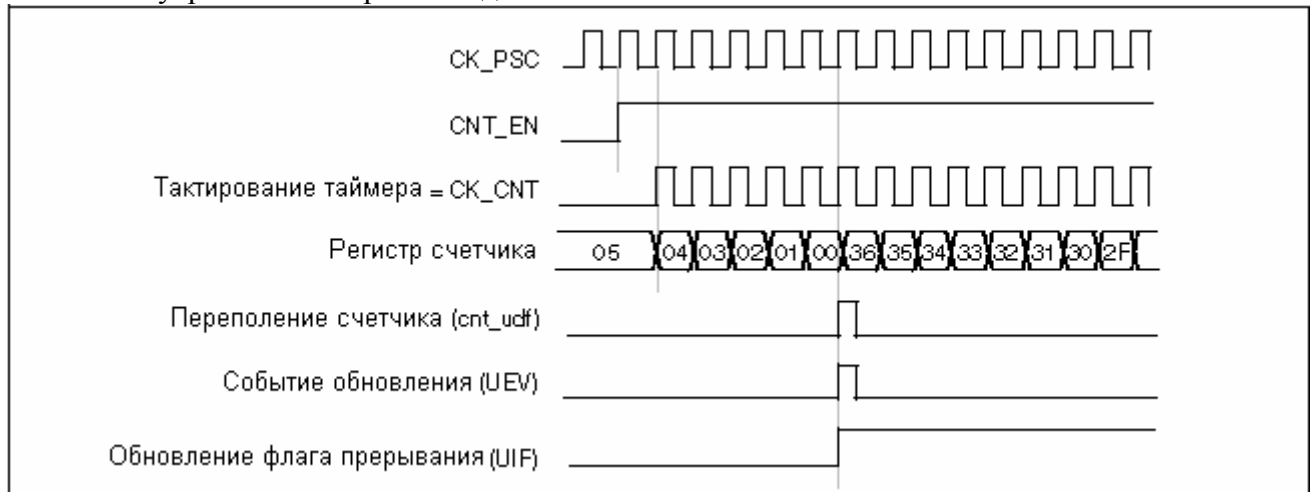 CK_PSC
CNT_EN
Тактирование таймера = CK_CNT
Регистр счетчика 05 04 03 02 01 00 36 35 34 33 32 31 30 2F
Переполение счетчика (cnt_udf)
Событие обновления (UEV)
Обновление флага прерывания (UIF)